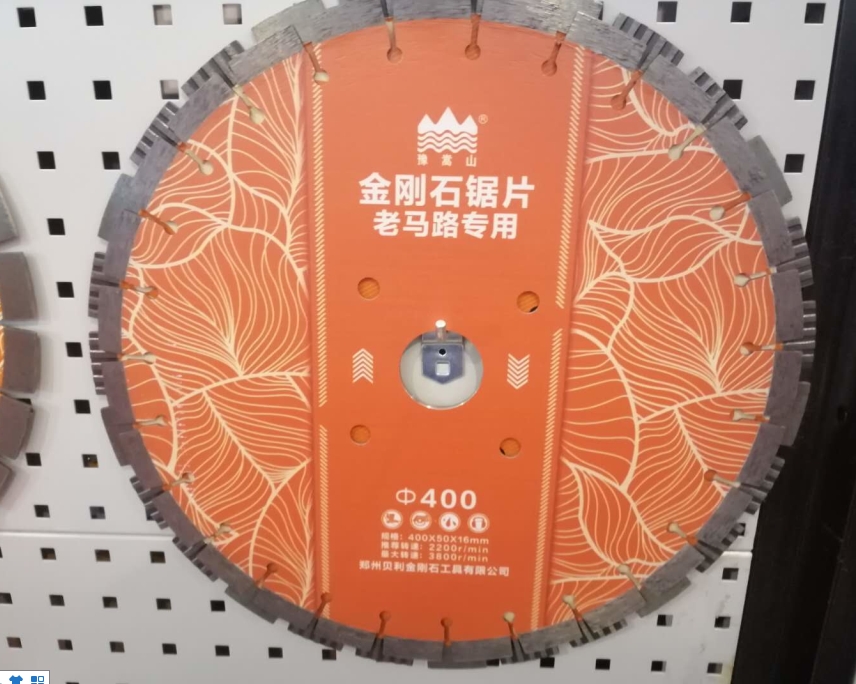 ®
豫嵩山
金刚石锯片
老马路专用
Φ400
规格：400X50X16mm
推荐转速：2200r/min
最大转速：3800r/min
郑州贝利金刚石工具有限公司